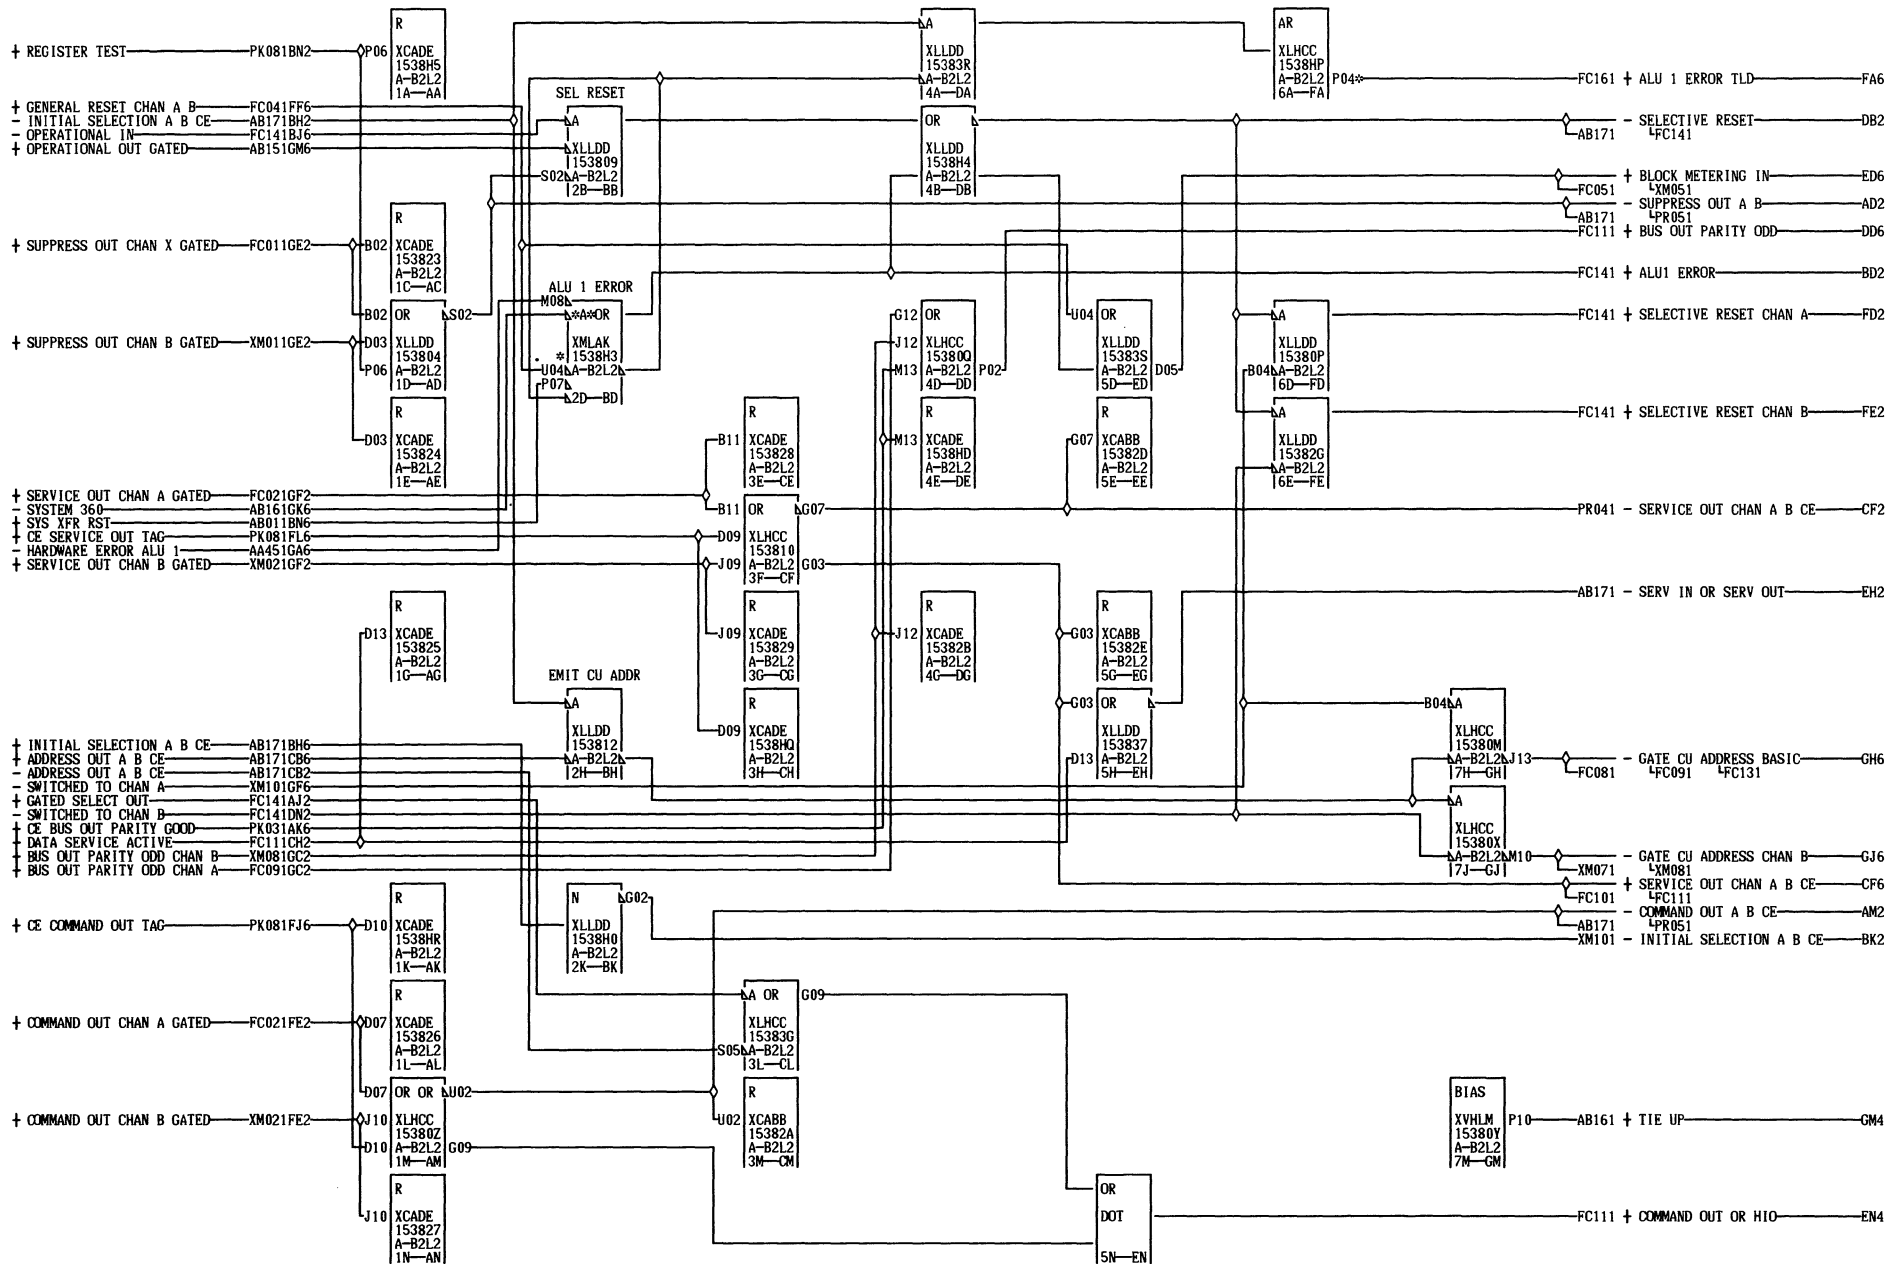 + REGISTER TEST PK081BN2
+ GENERAL RESET CHAN A B FC041FF6
- INITIAL SELECTION A B CE AB171BH2
- OPERATIONAL IN FC141BJ6
+ OPERATIONAL OUT GATED AB151GM6
+ SUPPRESS OUT CHAN X GATED FC011GE2
+ SUPPRESS OUT CHAN B GATED XM011GE2
+ SERVICE OUT CHAN A GATED FC021GF2
- SYSTEM 360 AB161GK6
+ SYS XFR RST AB011BN6
+ CE SERVICE OUT TAG PK081FL6
- HARDWARE ERROR ALU 1 AA451GA6
+ SERVICE OUT CHAN B GATED XM021GF2
+ INITIAL SELECTION A B CE AB171BH6
+ ADDRESS OUT A B CE AB171CB6
- ADDRESS OUT A B CE AB171CB2
- SWITCHED TO CHAN A XM101GF6
+ GATED SELECT OUT FC141AJ2
- SWITCHED TO CHAN B FC141DN2
+ CE BUS OUT PARITY GOOD PK031AK6
+ DATA SERVICE ACTIVE FC111CH2
+ BUS OUT PARITY ODD CHAN B XM081GC2
+ BUS OUT PARITY ODD CHAN A FC091GC2
+ CE COMMAND OUT TAG PK081FJ6
+ COMMAND OUT CHAN A GATED FC021FE2
+ COMMAND OUT CHAN B GATED XM021FE2
R
P06 XCADE
1538H5
A-B2L2
1A AA
R
B02 XCADE
153823
A-B2L2
1C AC
B02 OR S02
D03 XLLDD
153804
P06 A-B2L2
1D AD
R
D03 XCADE
153824
A-B2L2
1E AE
R
D13 XCADE
153825
A-B2L2
1G AG
R
D10 XCADE
1538HR
A-B2L2
1K AK
R
D07 XCADE
153826
A-B2L2
1L AL
D07 OR OR U02
J10 XLHCC
15380Z
D10 A-B2L2 G09
1M AM
R
J10 XCADE
153827
A-B2L2
1N AN
SEL RESET
A
XLLDD
153809
S02 A-B2L2
2B BB
ALU 1 ERROR
M08
*A*OR
XMLAK
* 1538H3
U04 A-B2L2
P07
2D BD
EMIT CU ADDR
A
XLLDD
153812
A-B2L2
2H BH
N G02
XLLDD
1538H0
A-B2L2
2K BK
R
B11 XCADE
153828
A-B2L2
3E CE
B11 OR G07
D09 XLHCC
153810
J09 A-B2L2 G03
3F CF
R
J09 XCADE
153829
A-B2L2
3G CG
R
D09 XCADE
1538HQ
A-B2L2
3H CH
A OR G09
XLHCC
15383G
S05 A-B2L2
3L CL
R
U02 XCABB
15382A
A-B2L2
3M CM
A
XLLDD
15383R
A-B2L2
4A DA
OR
XLLDD
1538H4
A-B2L2
4B DB
G12 OR
J12 XLHCC
15380Q
M13 A-B2L2 P02
4D DD
R
M13 XCADE
1538HD
A-B2L2
4E DE
R
J12 XCADE
15382B
A-B2L2
4G DG
U04 OR
XLLDD
15383S
A-B2L2 D05
5D ED
R
G07 XCABB
15382D
A-B2L2
5E EE
R
G03 XCABB
15382E
A-B2L2
5G EG
G03 OR
XLLDD
153837
D13 A-B2L2
5H EH
OR
DOT
5N EN
AR
XLHCC
1538HP
A-B2L2 P04*
6A FA
A
XLLDD
15380P
B04 A-B2L2
6D FD
A
XLLDD
15382G
A-B2L2
6E FE
B04 A
XLHCC
15380M
A-B2L2 J13
7H GH
A
XLHCC
15380X
A-B2L2 M10
7J GJ
BIAS
XVHLM P10
15380Y
A-B2L2
7M GM
FC161 + ALU 1 ERROR TLD FA6
- SELECTIVE RESET DB2
AB171 FC141
+ BLOCK METERING IN ED6
FC051 XM051
- SUPPRESS OUT A B AD2
AB171 PR051
FC111 + BUS OUT PARITY ODD DD6
FC141 + ALU1 ERROR BD2
FC141 + SELECTIVE RESET CHAN A FD2
FC141 + SELECTIVE RESET CHAN B FE2
PR041 - SERVICE OUT CHAN A B CE CF2
AB171 - SERV IN OR SERV OUT EH2
- GATE CU ADDRESS BASIC GH6
FC081 FC091 FC131
- GATE CU ADDRESS CHAN B GJ6
XM071 XM081
+ SERVICE OUT CHAN A B CE CF6
FC101 FC111
- COMMAND OUT A B CE AM2
AB171 PR051
XM101 - INITIAL SELECTION A B CE BK2
AB161 + TIE UP GM4
FC111 + COMMAND OUT OR HIO EN4